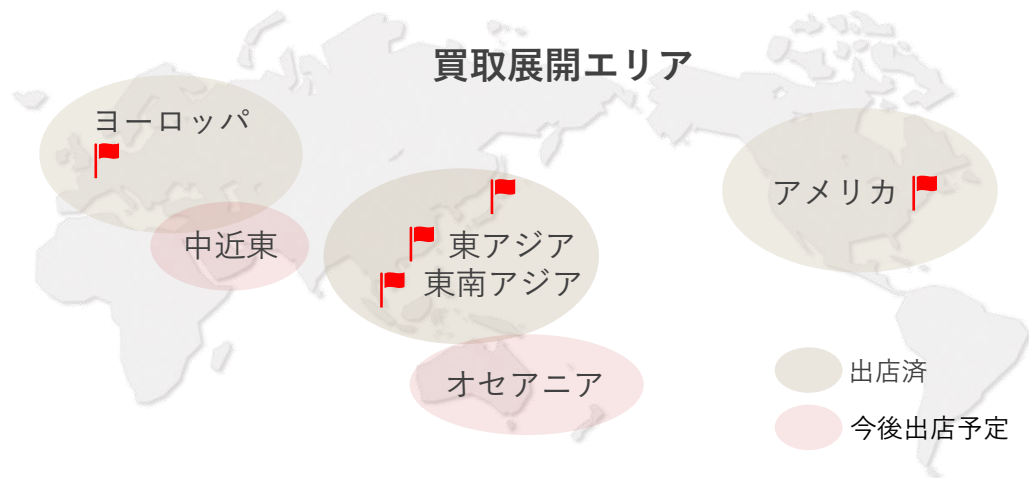 買取展開エリア
ヨーロッパ
アメリカ
中近東
東アジア
東南アジア
オセアニア
出店済
今後出店予定